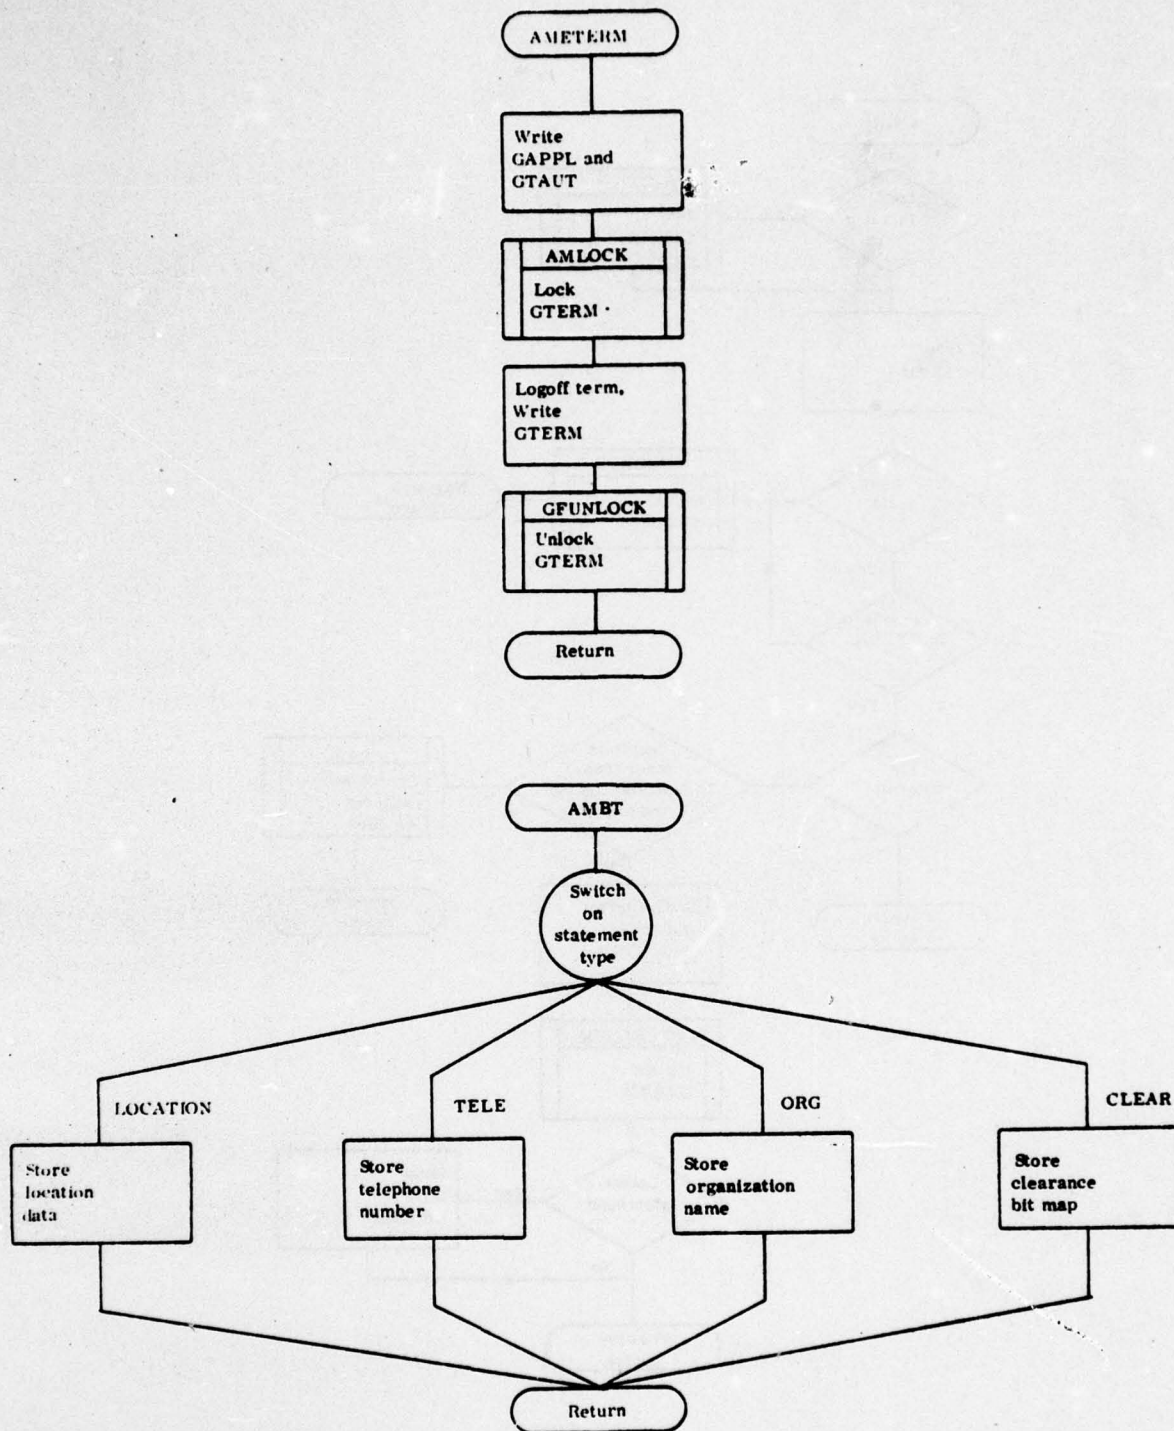 AMETERM
Write
GAPPL and
GTAUT
AMLOCK
Lock
GTERM
Logoff term,
Write
GTERM
GFUNLOCK
Unlock
GTERM
Return
AMBT
Switch
on
statement
type
LOCATION
TELE
ORG
CLEAR
Store
location
data
Store
telephone
number
Store
organization
name
Store
clearance
bit map
Return